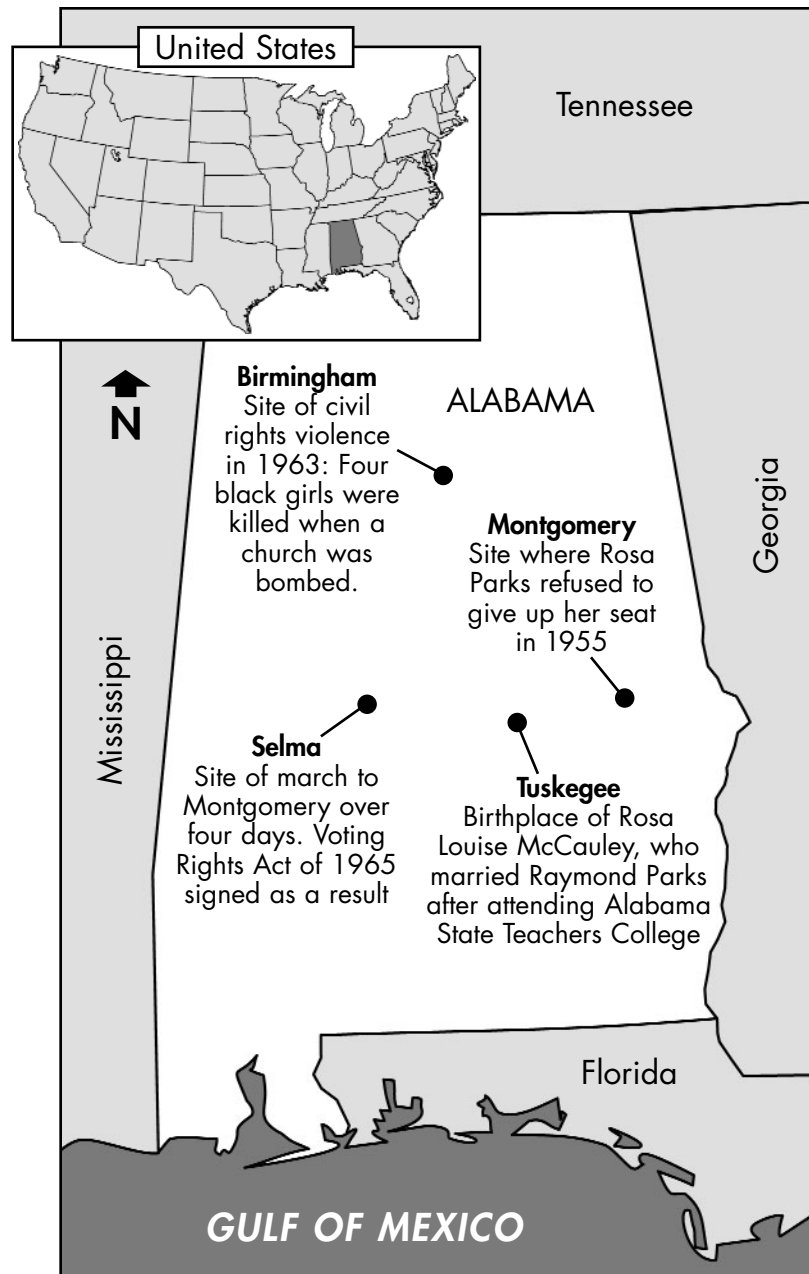 United States
Tennessee
N
Birmingham
Site of civil
rights violence
in 1963: Four
black girls were
killed when a
church was
bombed.
ALABAMA
Georgia
Montgomery
Site where Rosa
Parks refused to
give up her seat
in 1955
Mississippi
Selma
Site of march to
Montgomery over
four days. Voting
Rights Act of 1965
signed as a result
Tuskegee
Birthplace of Rosa
Louise McCauley, who
married Raymond Parks
after attending Alabama
State Teachers College
Florida
GULF OF MEXICO